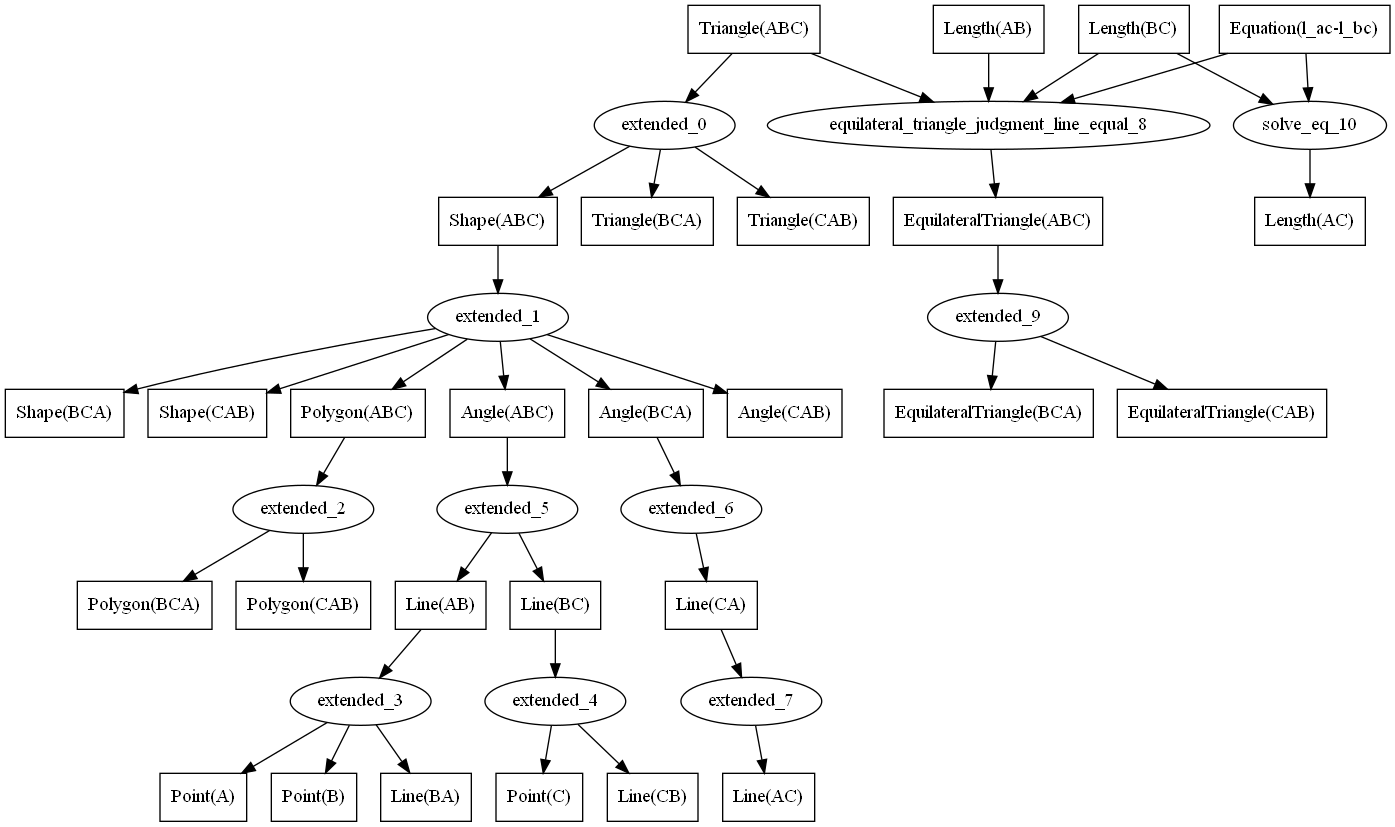 Triangle(ABC)
Length(AB)
Length(BC)
Equation(l_ac-l_bc)
extended_0
equilateral_triangle_judgment_line_equal_8
solve_eq_10
Shape(ABC)
Triangle(BCA)
Triangle(CAB)
EquilateralTriangle(ABC)
Length(AC)
extended_1
extended_9
Shape(BCA)
Shape(CAB)
Polygon(ABC)
Angle(ABC)
Angle(BCA)
Angle(CAB)
EquilateralTriangle(BCA)
EquilateralTriangle(CAB)
extended_2
extended_5
extended_6
Polygon(BCA)
Polygon(CAB)
Line(AB)
Line(BC)
Line(CA)
extended_3
extended_4
extended_7
Point(A)
Point(B)
Line(BA)
Point(C)
Line(CB)
Line(AC)